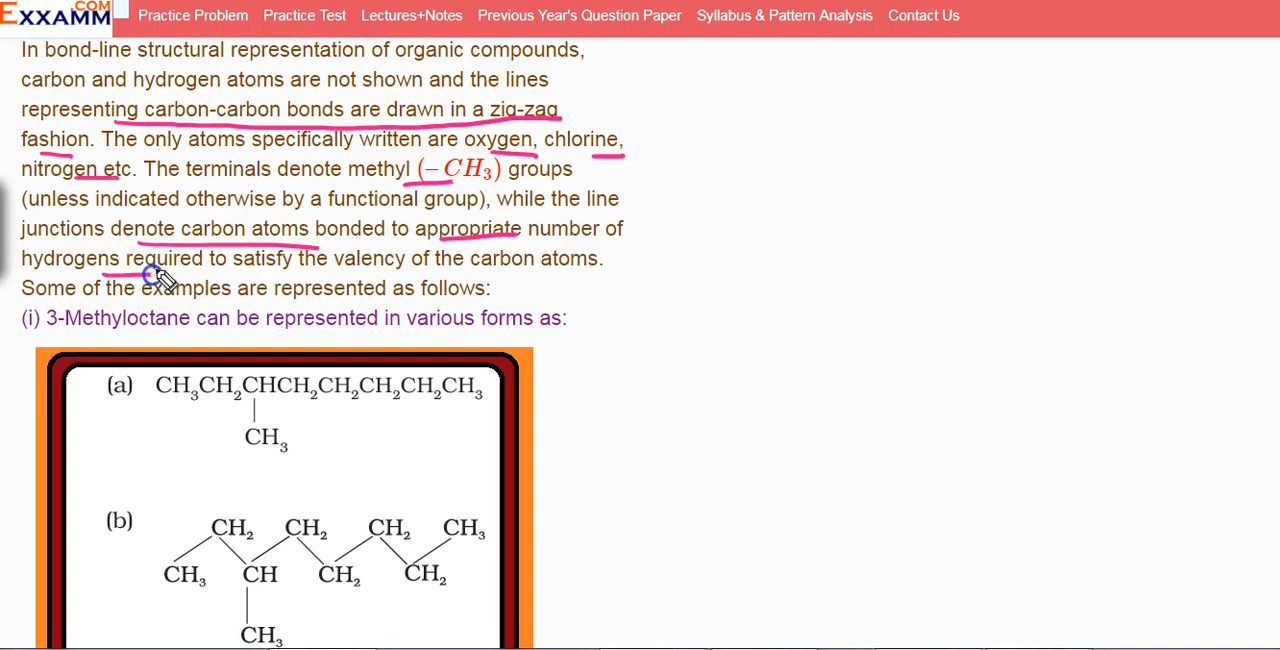 .COM
EXXAMM
Practice Problem Practice Test Lectures+Notes Previous Year's Question Paper Syllabus & Pattern Analysis Contact Us
In bond-line structural representation of organic compounds,
carbon and hydrogen atoms are not shown and the lines
representing carbon-carbon bonds are drawn in a zig-zag
fashion. The only atoms specifically written are oxygen, chlorine,
nitrogen etc. The terminals denote methyl (−CH₃) groups
(unless indicated otherwise by a functional group), while the line
junctions denote carbon atoms bonded to appropriate number of
hydrogens required to satisfy the valency of the carbon atoms.
Some of the examples are represented as follows:
(i) 3-Methyloctane can be represented in various forms as:
(a) CH₃CH₂CHCH₂CH₂CH₂CH₂CH₃
CH₃
(b) CH₂ CH₂ CH₂ CH₃
CH₃ CH CH₂ CH₂
CH₃